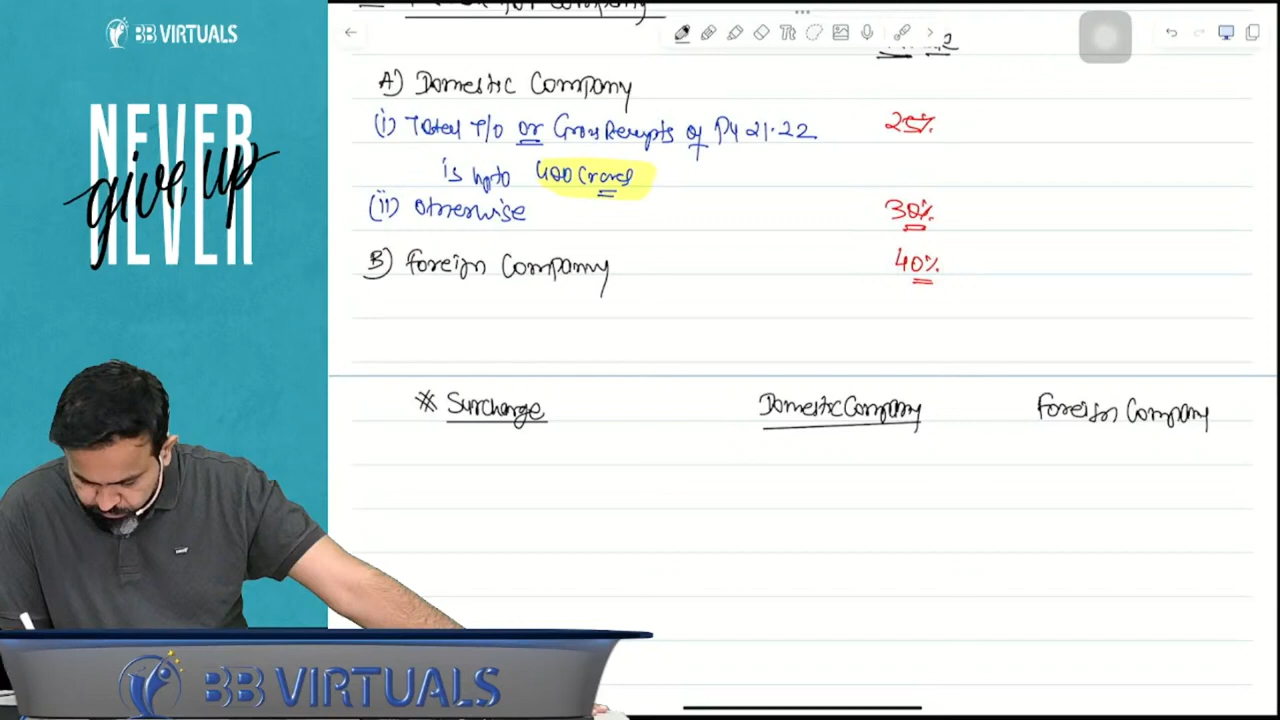 BB VIRTUALS
NEVER
give up
NEVER
A) Domestic Company
(i) Total T/o or Gross Receipts of PY 21-22 25%
is upto 400 Crores
(ii) Otherwise 30%
B) Foreign Company 40%
* Surcharge Domestic Company Foreign Company
BB VIRTUALS